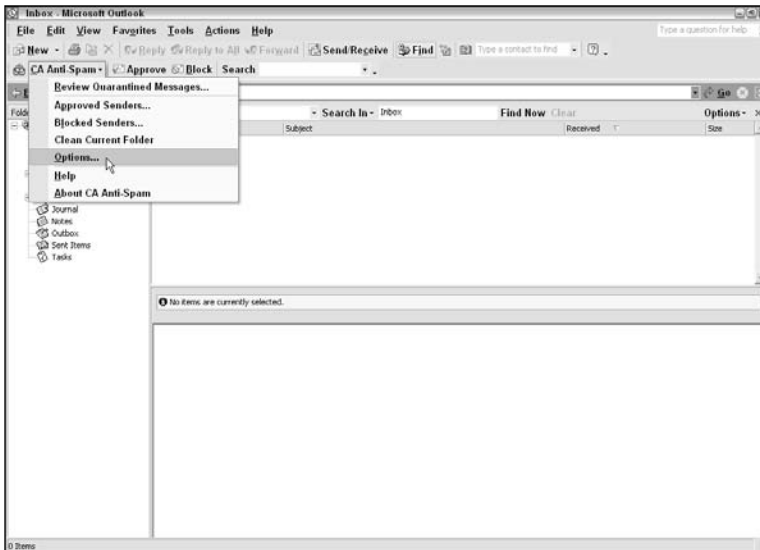 Inbox - Microsoft Outlook
File Edit View Favorites Tools Actions Help Type a question for help
New Reply Reply to All Forward Send/Receive Find Type a contact to find
CA Anti-Spam Approve Block Search
Go
Review Quarantined Messages...
Approved Senders...
Blocked Senders...
Clean Current Folder
Options...
Help
About CA Anti-Spam
Search In Inbox Find Now Clear Options
Subject Received Size
Journal
Notes
Outbox
Sent Items
Tasks
No items are currently selected.
0 Items